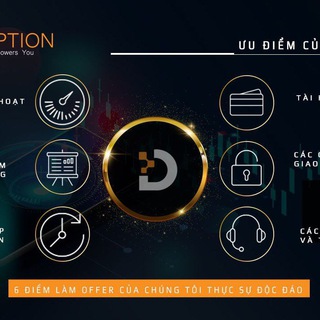 PTION
owers You
ƯU ĐIỂM CỦ
HOẠT
TÀI
M
G
CÁC
GIAO
P
N
CÁC
VÀ
6 ĐIỂM LÀM OFFER CỦA CHÚNG TÔI THỰC SỰ ĐỘC ĐÁO